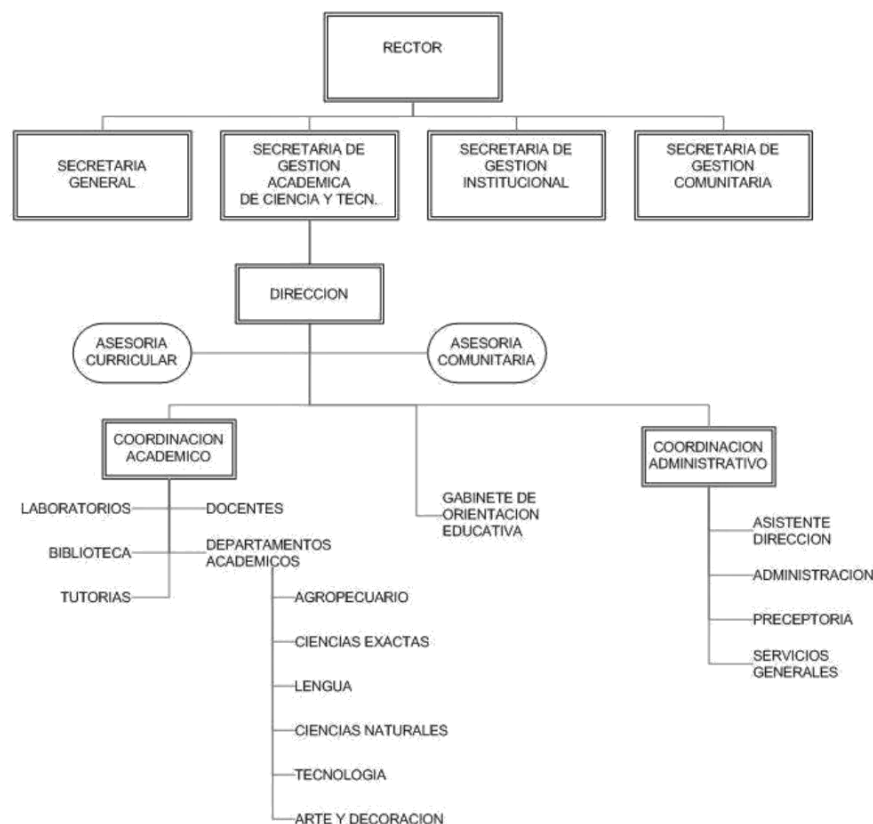 RECTOR
SECRETARIA
GENERAL
SECRETARIA DE
GESTION
ACADEMICA
DE CIENCIA Y TECN.
SECRETARIA DE
GESTION
INSTITUCIONAL
SECRETARIA DE
GESTION
COMUNITARIA
DIRECCION
ASESORIA
CURRICULAR
ASESORIA
COMUNITARIA
COORDINACION
ACADEMICO
COORDINACION
ADMINISTRATIVO
LABORATORIOS
DOCENTES
BIBLIOTECA
DEPARTAMENTOS
ACADEMICOS
TUTORIAS
AGROPECUARIO
CIENCIAS EXACTAS
LENGUA
CIENCIAS NATURALES
TECNOLOGIA
ARTE Y DECORACION
GABINETE DE
ORIENTACION
EDUCATIVA
ASISTENTE
DIRECCION
ADMINISTRACION
PRECEPTORIA
SERVICIOS
GENERALES